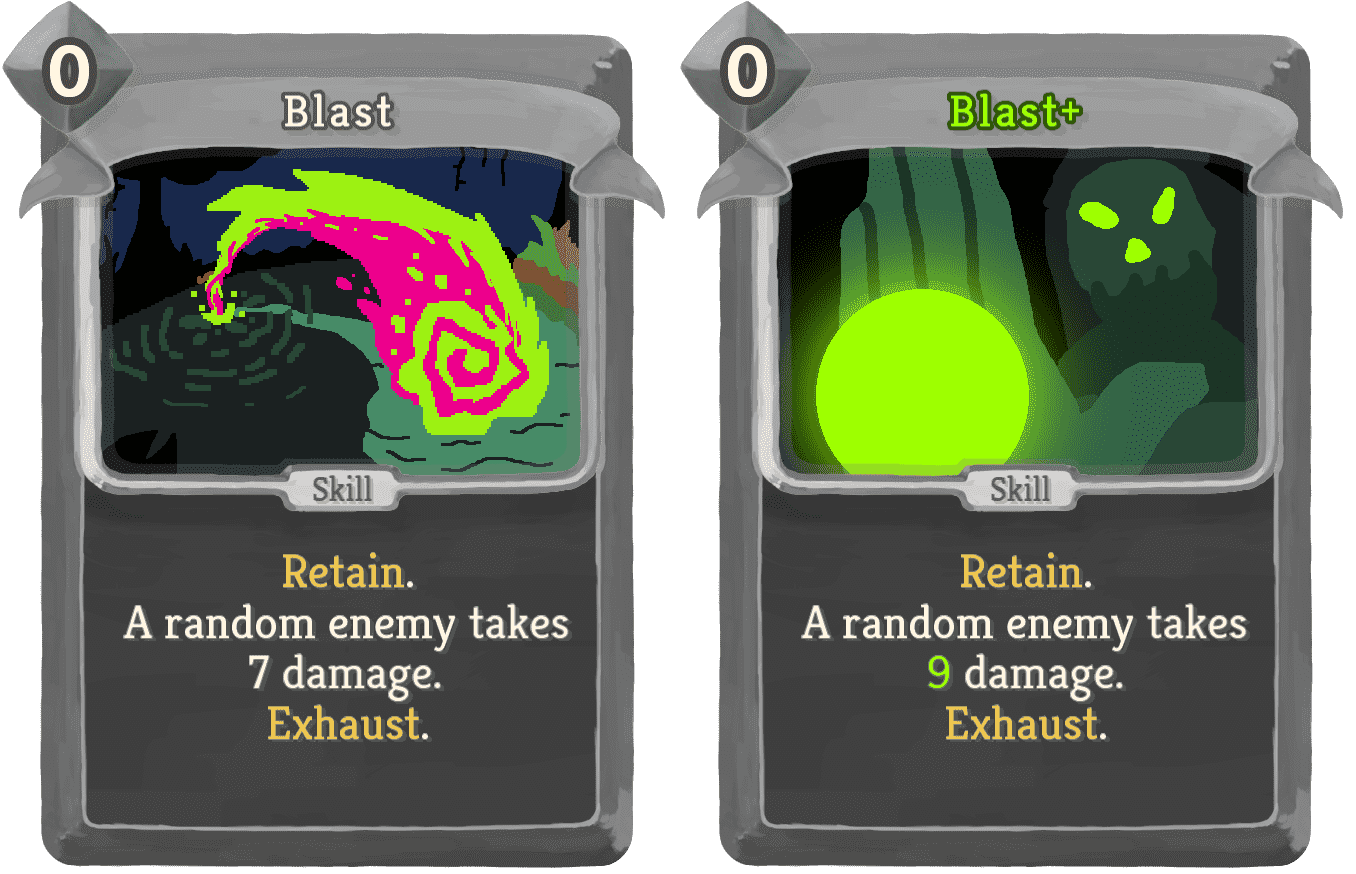 0
Blast
Skill
Retain.
A random enemy takes
7 damage.
Exhaust.
0
Blast+
Skill
Retain.
A random enemy takes
9 damage.
Exhaust.